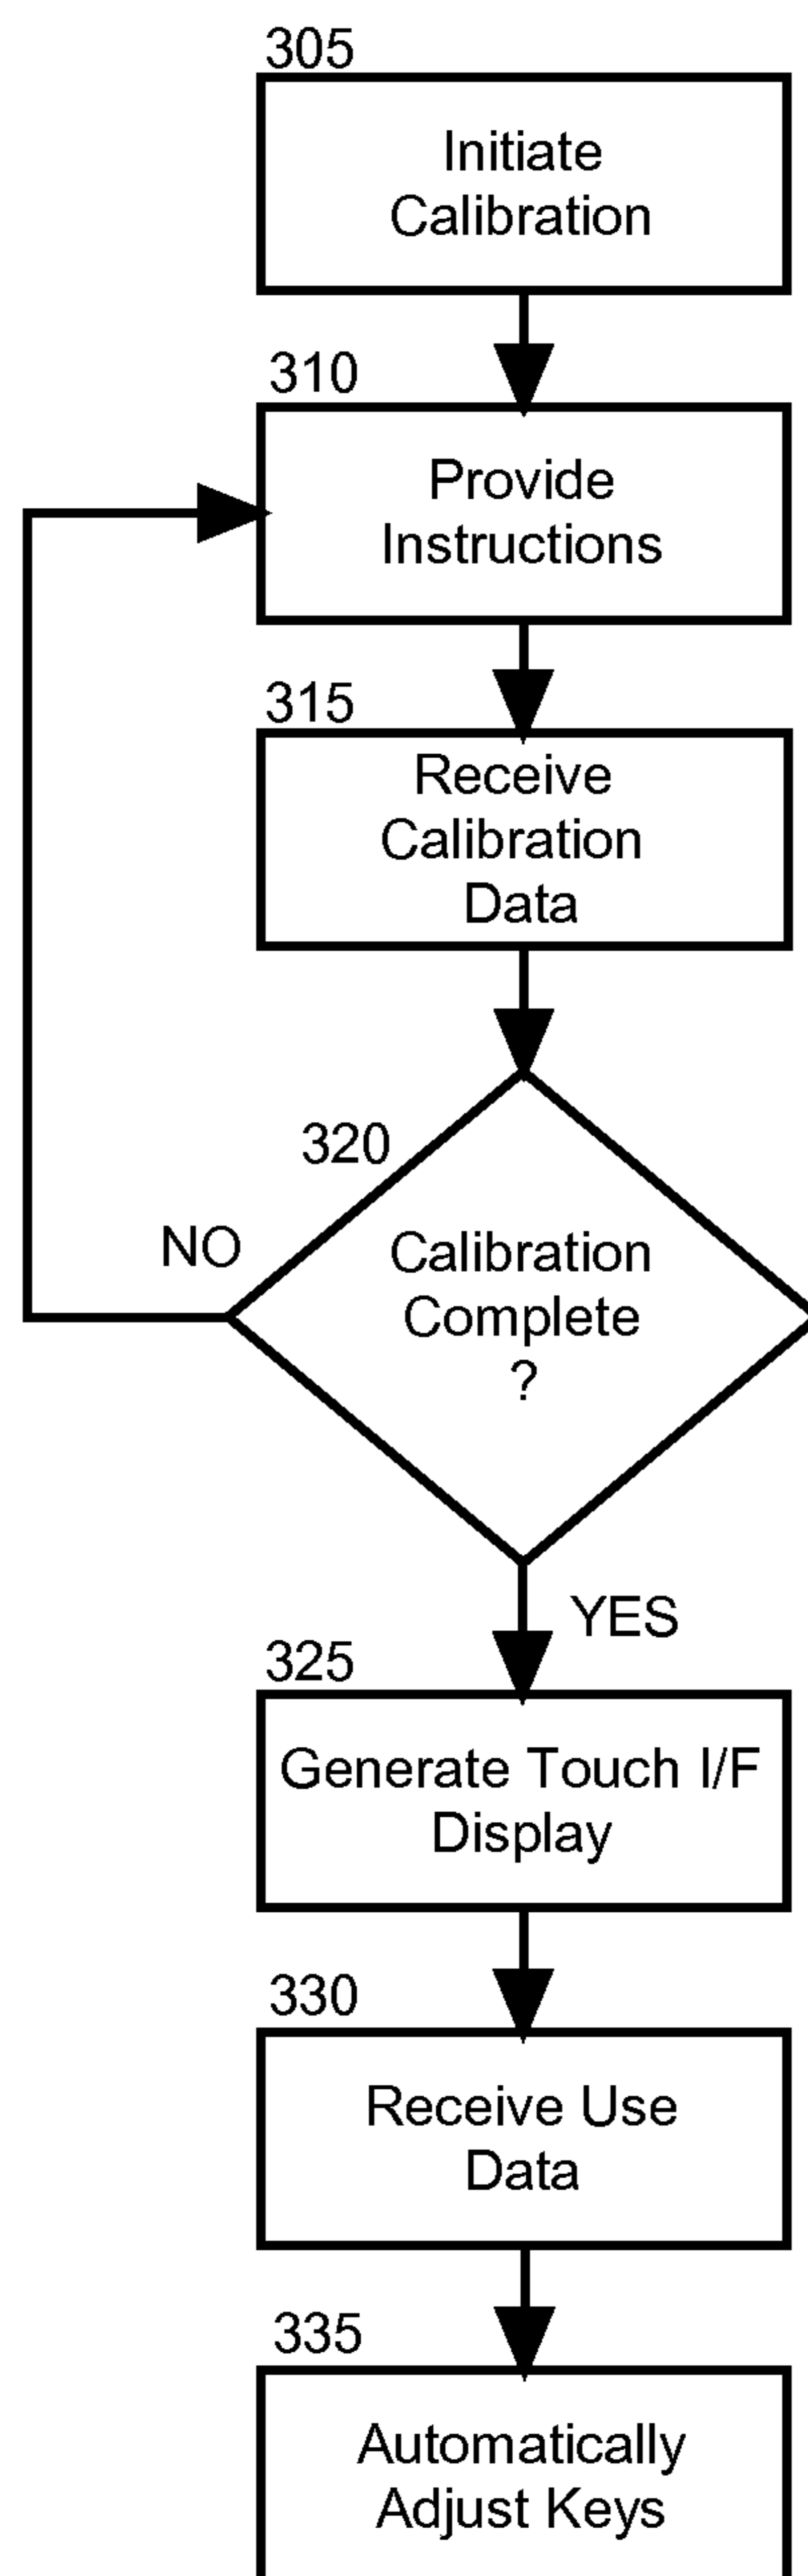 305
Initiate
Calibration
310
Provide
Instructions
315
Receive
Calibration
Data
320
NO
Calibration
Complete
?
YES
325
Generate Touch I/F
Display
330
Receive Use
Data
335
Automatically
Adjust Keys